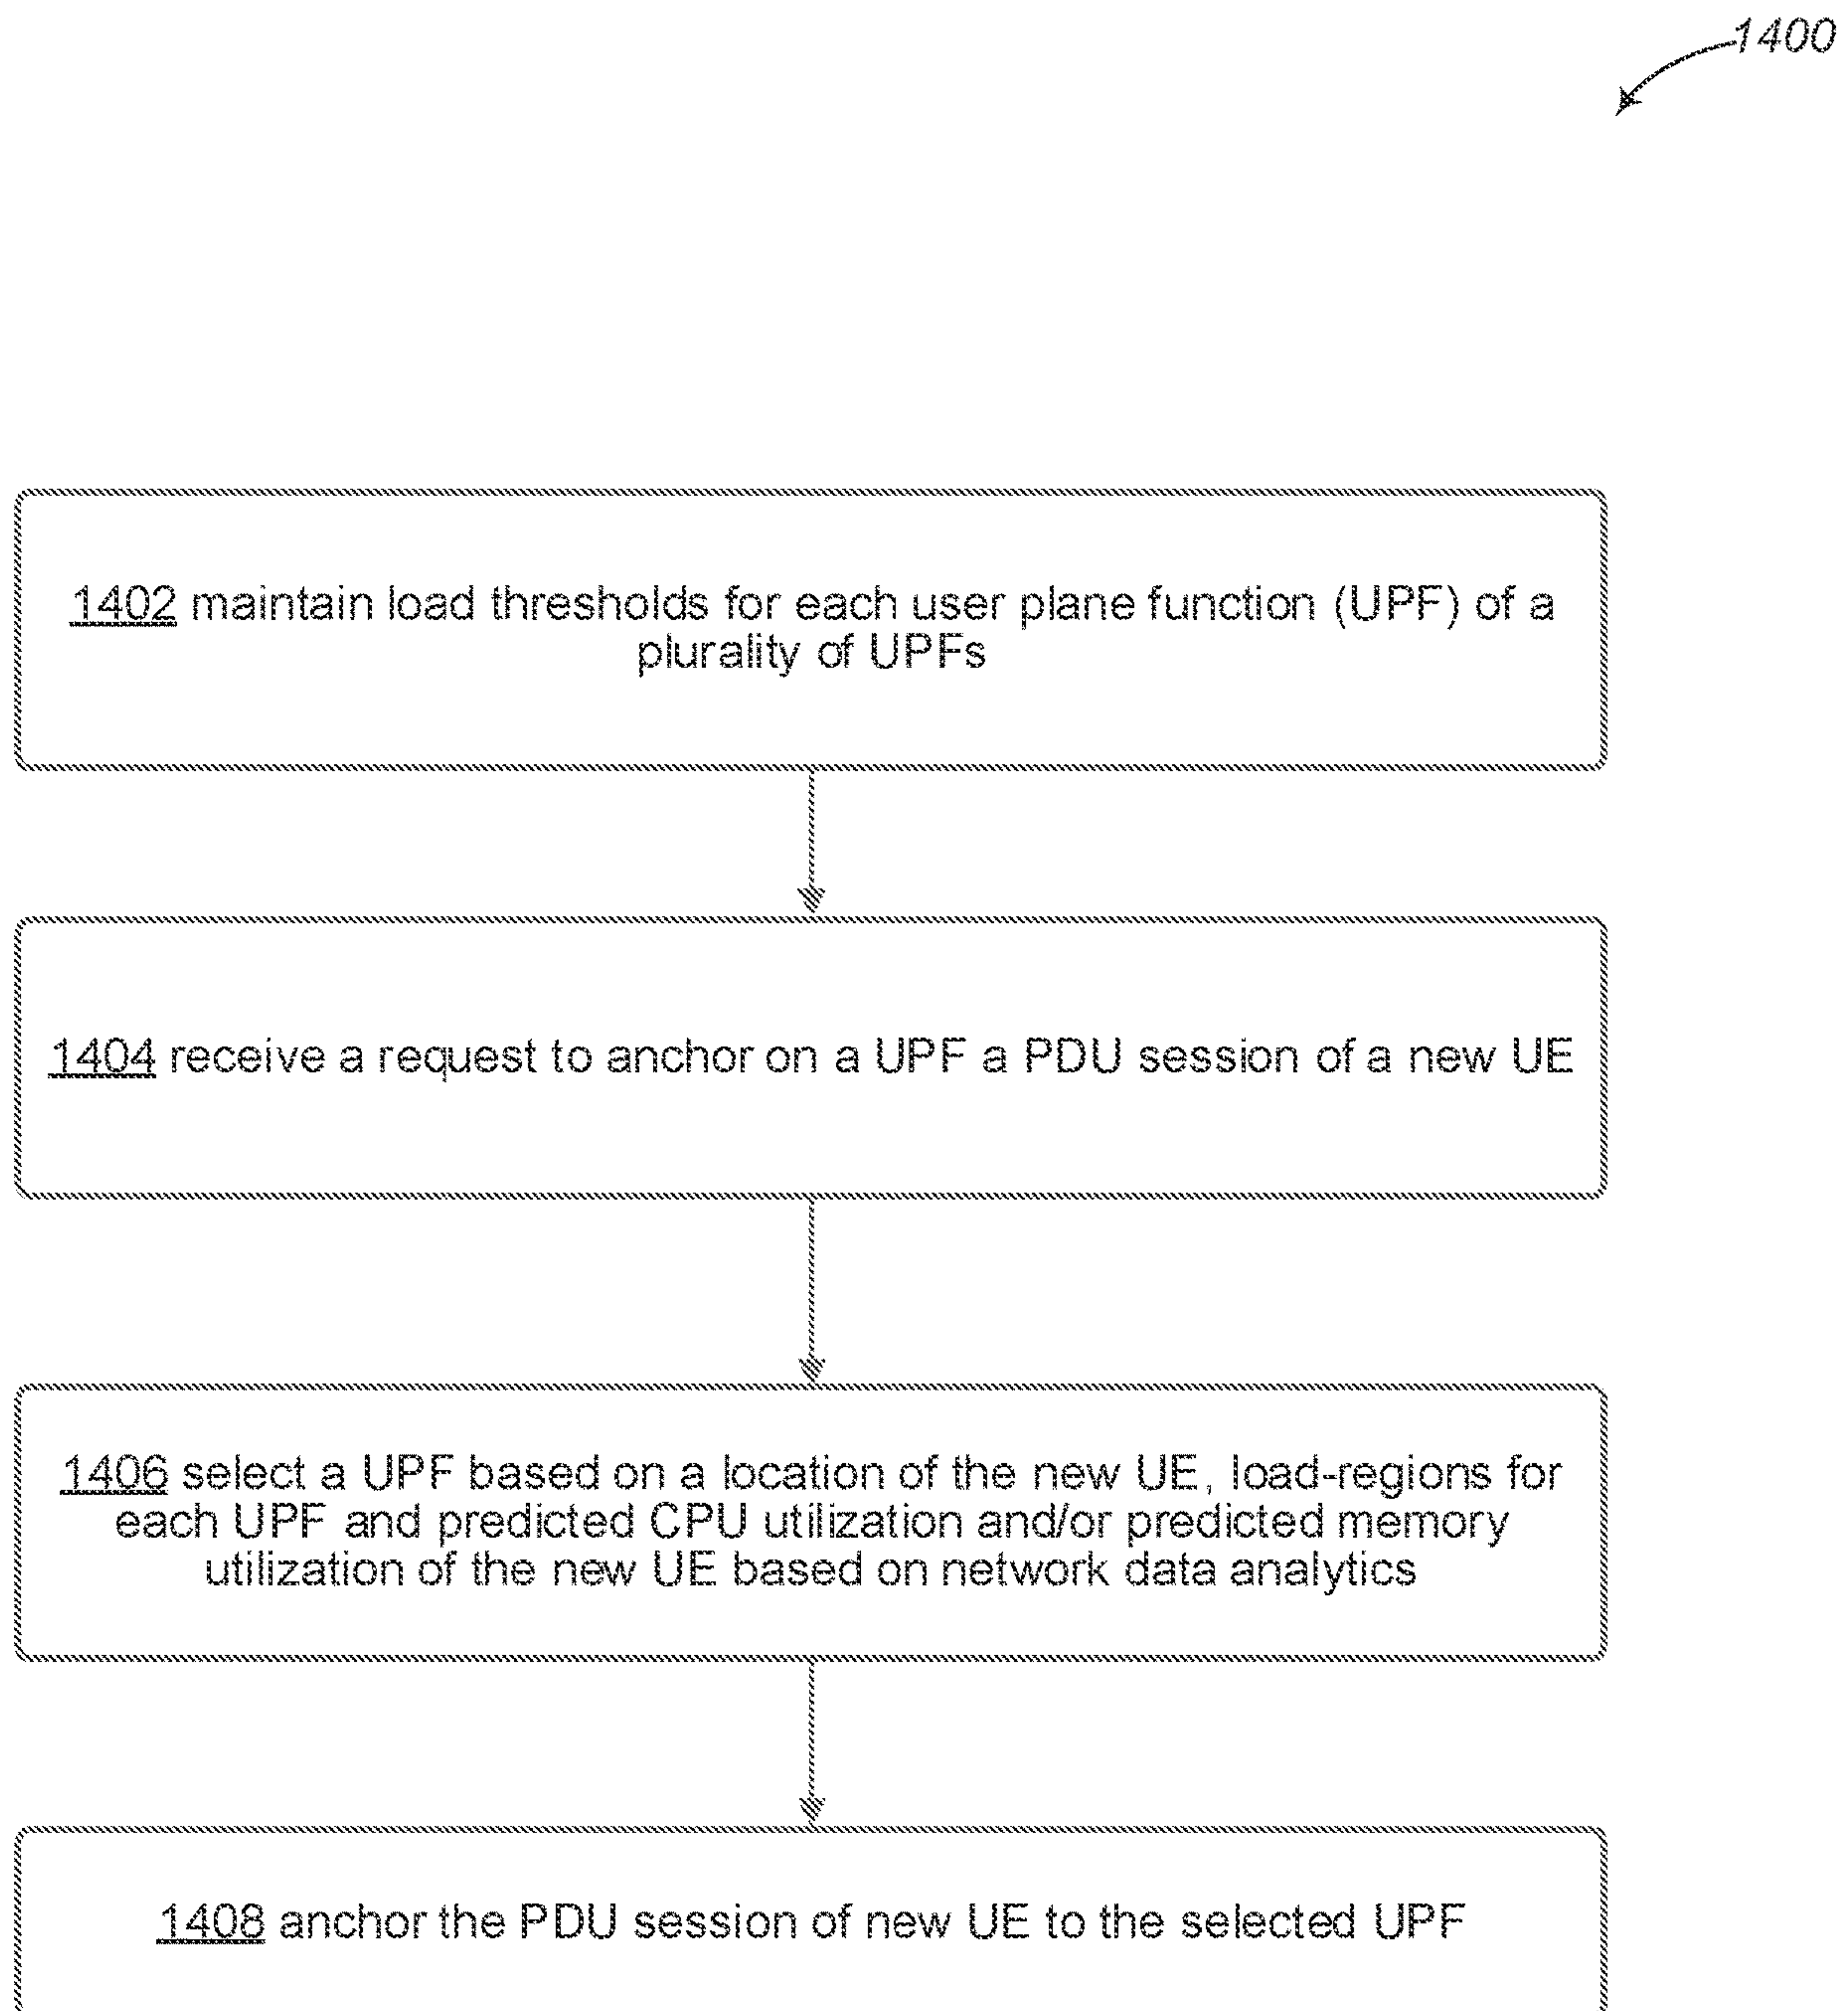 1400
1402 maintain load thresholds for each user plane function (UPF) of a
plurality of UPFs
1404 receive a request to anchor on a UPF a PDU session of a new UE
1406 select a UPF based on a location of the new UE, load-regions for
each UPF and predicted CPU utilization and/or predicted memory
utilization of the new UE based on network data analytics
1408 anchor the PDU session of new UE to the selected UPF